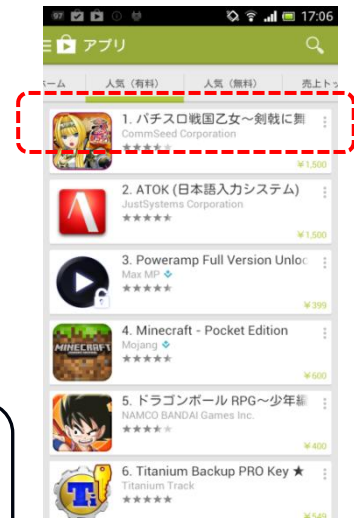 97
17:06
アプリ
ホーム 人気（有料） 人気（無料） 売上トッ
1. パチスロ戦国乙女～剣戟に舞
CommSeed Corporation
￥1,500
2. ATOK (日本語入力システム)
JustSystems Corporation
￥1,500
3. Poweramp Full Version Unloc
Max MP
￥399
4. Minecraft - Pocket Edition
Mojang
￥600
MINECRAFT
5. ドラゴンボール RPG～少年編
NAMCO BANDAI Games Inc.
￥400
6. Titanium Backup PRO Key ★
Titanium Track
￥549